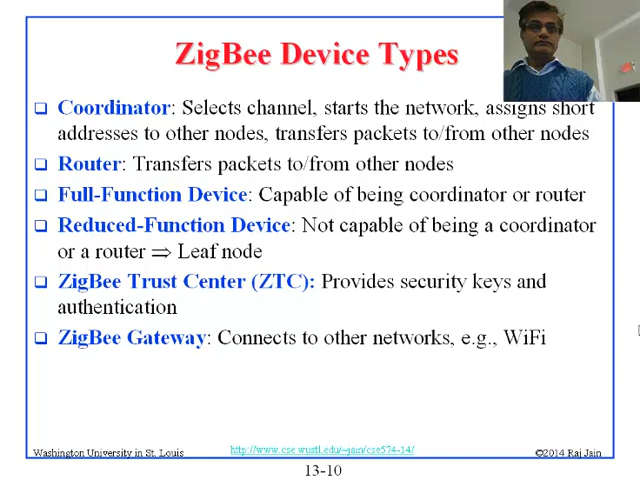 ZigBee Device Types
❑ Coordinator: Selects channel, starts the network, assigns short
addresses to other nodes, transfers packets to/from other nodes
❑ Router: Transfers packets to/from other nodes
❑ Full-Function Device: Capable of being coordinator or router
❑ Reduced-Function Device: Not capable of being a coordinator
or a router ⇒ Leaf node
❑ ZigBee Trust Center (ZTC): Provides security keys and
authentication
❑ ZigBee Gateway: Connects to other networks, e.g., WiFi
Washington University in St. Louis
http://www.cse.wustl.edu/~jain/cse574-14/
©2014 Raj Jain
13-10